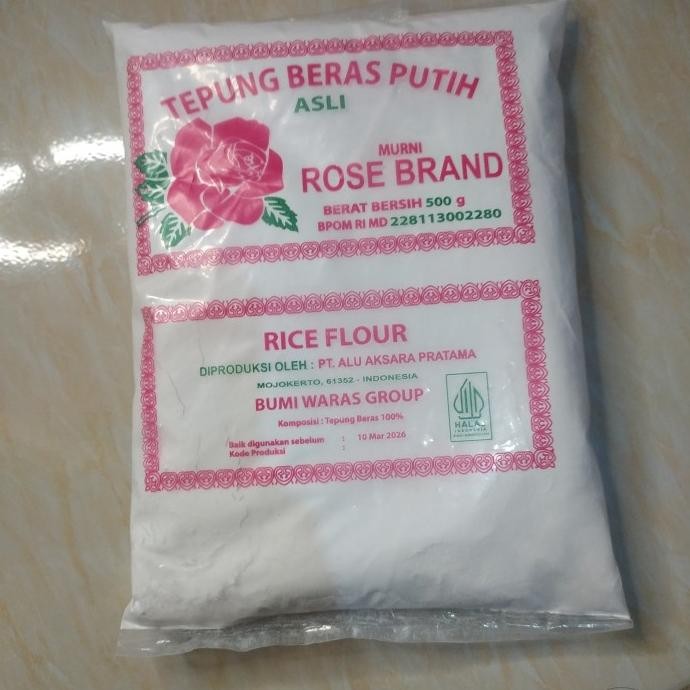 TEPUNG BERAS PUTIH
ASLI
MURNI
ROSE BRAND
BERAT BERSIH 500 g
BPOM RI MD 228113002280
RICE FLOUR
DIPRODUKSI OLEH : PT. ALU AKSARA PRATAMA
MOJOKERTO, 61352 - INDONESIA
BUMI WARAS GROUP
Komposisi : Tepung Beras 100%
Baik digunakan sebelum : 10 Mar 2026
Kode Produksi :
HALAL
INDONESIA